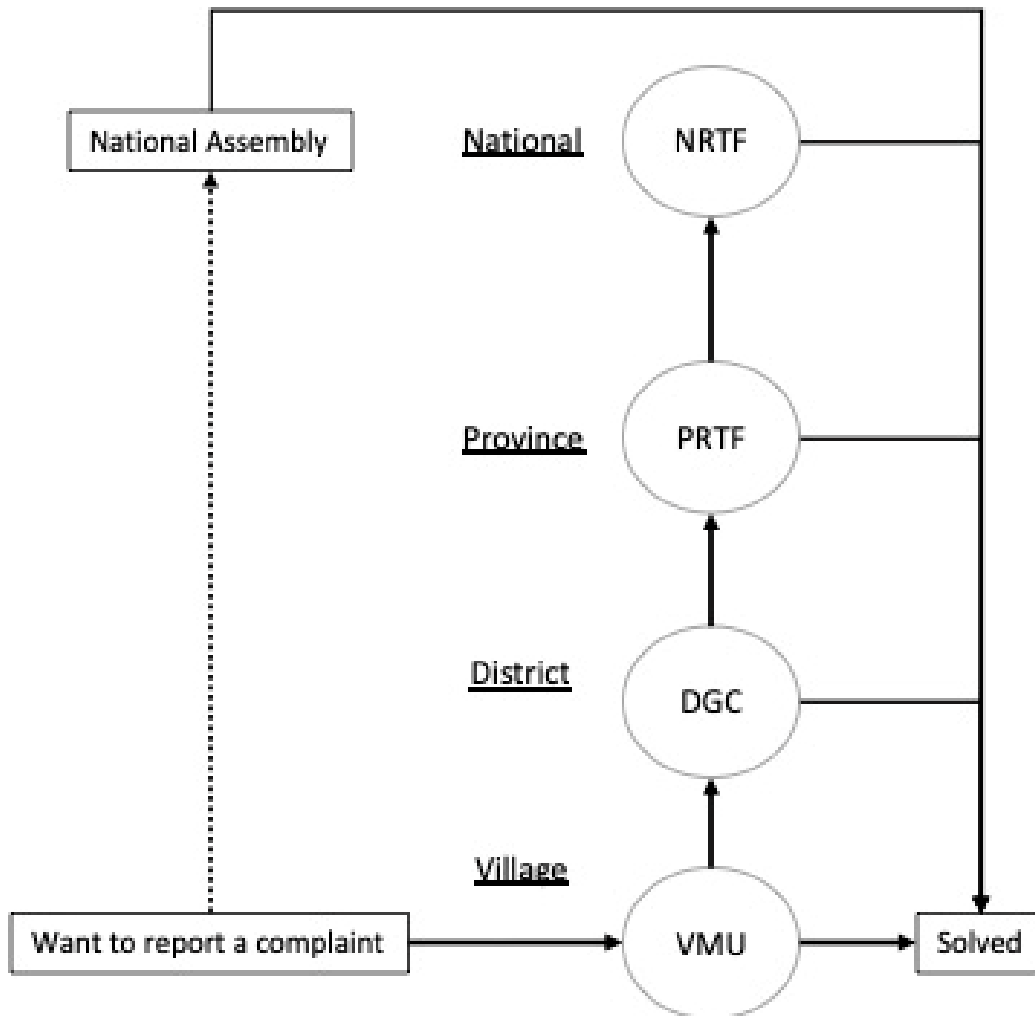 National Assembly
National
NRTF
Province
PRTF
District
DGC
Village
Want to report a complaint
VMU
Solved